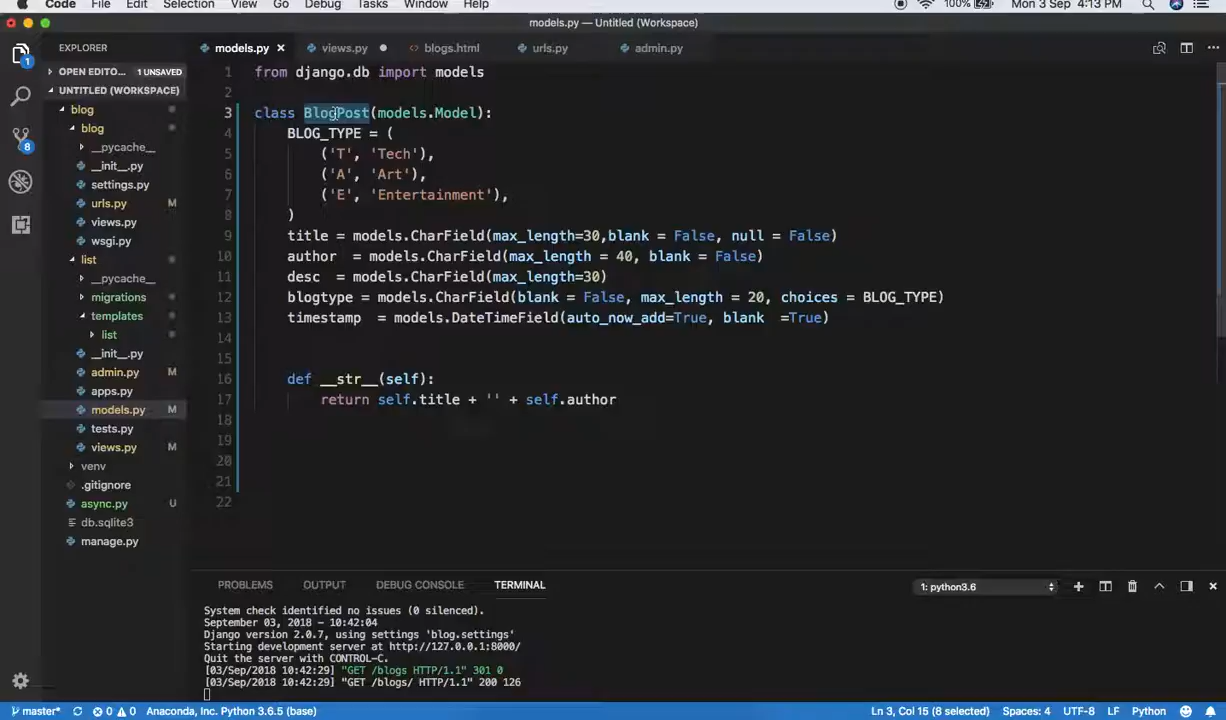 Code File Edit Selection View Go Debug Tasks Window Help 100% Mon 3 Sep 4:13 PM
models.py — Untitled (Workspace)
EXPLORER
models.py views.py blogs.html urls.py admin.py
OPEN EDITO... 1 UNSAVED
UNTITLED (WORKSPACE)
blog
blog
__pycache__
__init__.py
settings.py
urls.py M
views.py
wsgi.py
list
__pycache__
migrations
templates
list
__init__.py
admin.py M
apps.py
models.py M
tests.py
views.py M
venv
.gitignore
async.py U
db.sqlite3
manage.py
1
8
1 from django.db import models
2
3 class BlogPost(models.Model):
4 BLOG_TYPE = (
5 ('T', 'Tech'),
6 ('A', 'Art'),
7 ('E', 'Entertainment'),
8 )
9 title = models.CharField(max_length=30,blank = False, null = False)
10 author  = models.CharField(max_length = 40, blank = False)
11 desc  = models.CharField(max_length=30)
12 blogtype = models.CharField(blank = False, max_length = 20, choices = BLOG_TYPE)
13 timestamp  = models.DateTimeField(auto_now_add=True, blank  =True)
14
15
16 def __str__(self):
17 return self.title + '' + self.author
18
19
20
21
22
PROBLEMS OUTPUT DEBUG CONSOLE TERMINAL 1: python3.6
System check identified no issues (0 silenced).
September 03, 2018 - 10:42:04
Django version 2.0.7, using settings 'blog.settings'
Starting development server at http://127.0.0.1:8000/
Quit the server with CONTROL-C.
[03/Sep/2018 10:42:29] "GET /blogs HTTP/1.1" 301 0
[03/Sep/2018 10:42:29] "GET /blogs/ HTTP/1.1" 200 126
master* 0 0 Anaconda, Inc. Python 3.6.5 (base) Ln 3, Col 15 (8 selected) Spaces: 4 UTF-8 LF Python